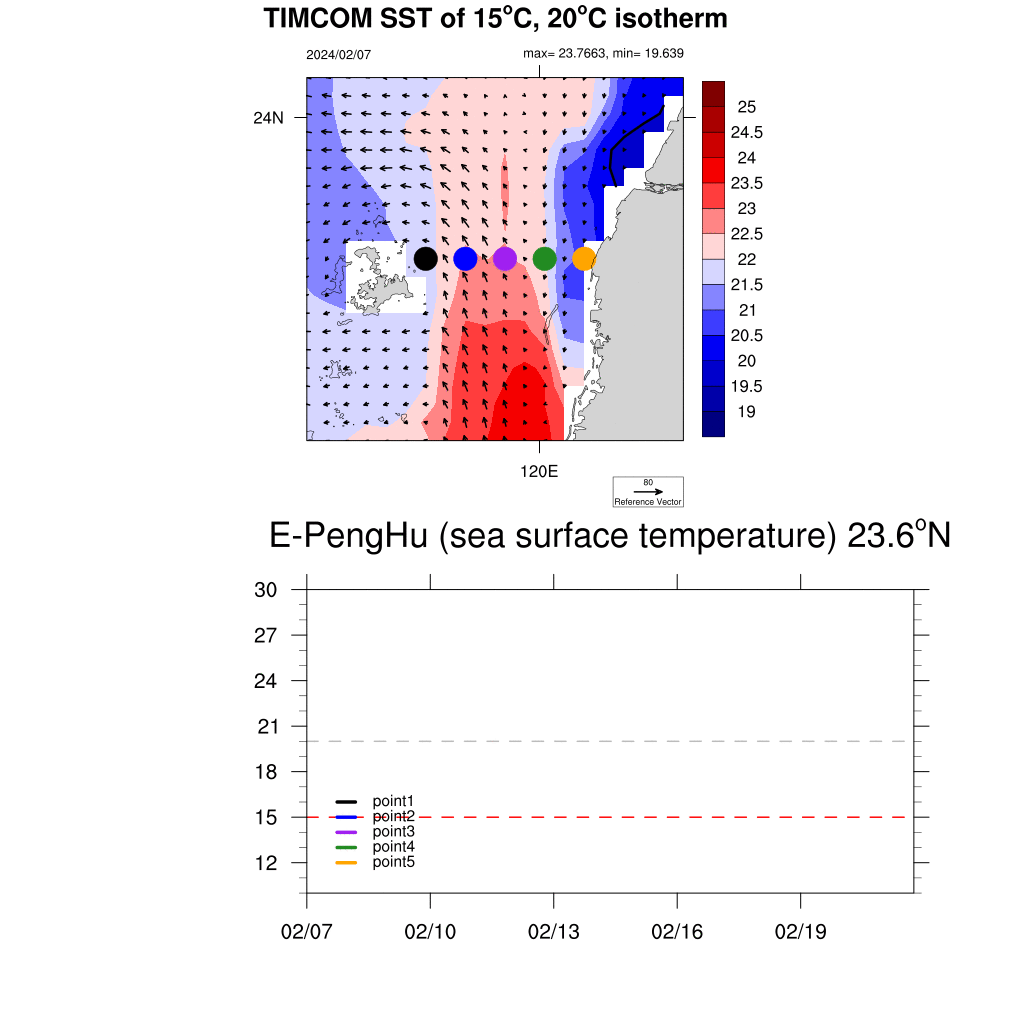 TIMCOM SST of 15°C, 20°C isotherm
2024/02/07
max= 23.7663, min= 19.639
24N
120E
25
24.5
24
23.5
23
22.5
22
21.5
21
20.5
20
19.5
19
80
Reference Vector
E-PengHu (sea surface temperature) 23.6°N
30
27
24
21
18
15
12
point1
point2
point3
point4
point5
02/07
02/10
02/13
02/16
02/19